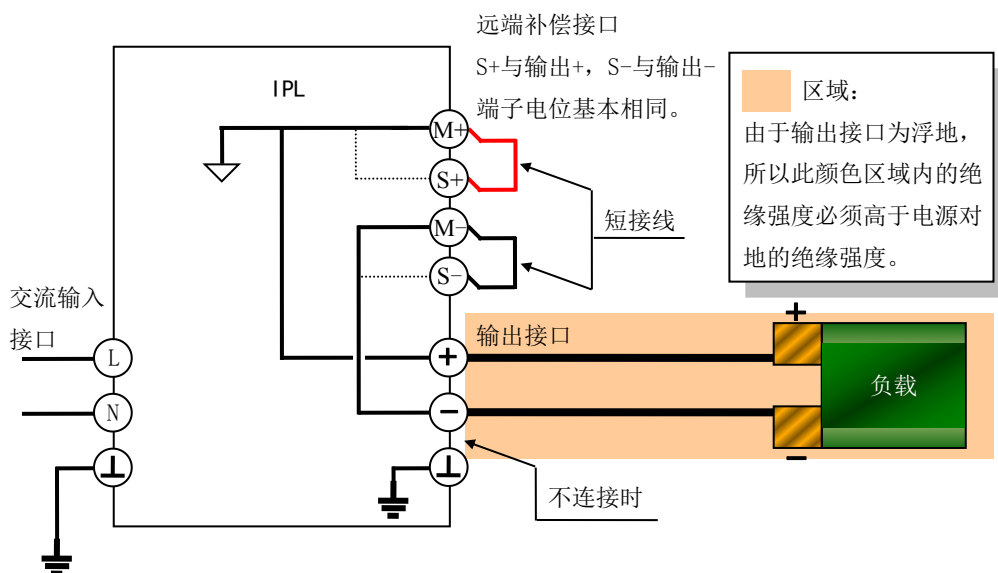 远端补偿接口
S+与输出+，S-与输出-
端子电位基本相同。
IPL
M+
S+
M-
S-
短接线
区域：
由于输出接口为浮地，
所以此颜色区域内的绝
缘强度必须高于电源对
地的绝缘强度。
交流输入
接口
L
N
⊥
输出接口
+
-
⊥
+
负载
-
不连接时